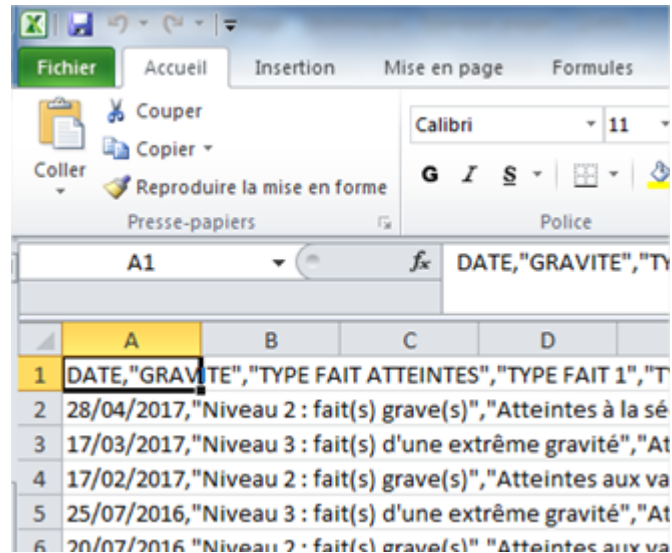 Fichier Accueil Insertion Mise en page Formules
Couper
Copier
Coller
Reproduire la mise en forme
Presse-papiers
Calibri 11
G I S
Police
A1 fx DATE,"GRAVITE","TY
A B C D
1 DATE,"GRAVITE","TYPE FAIT ATTEINTES","TYPE FAIT 1","T
2 28/04/2017,"Niveau 2 : fait(s) grave(s)","Atteintes à la sé
3 17/03/2017,"Niveau 3 : fait(s) d'une extrême gravité","At
4 17/02/2017,"Niveau 2 : fait(s) grave(s)","Atteintes aux va
5 25/07/2016,"Niveau 3 : fait(s) d'une extrême gravité","At
6 20/07/2016,"Niveau 2 : fait(s) grave(s)","Atteintes aux va